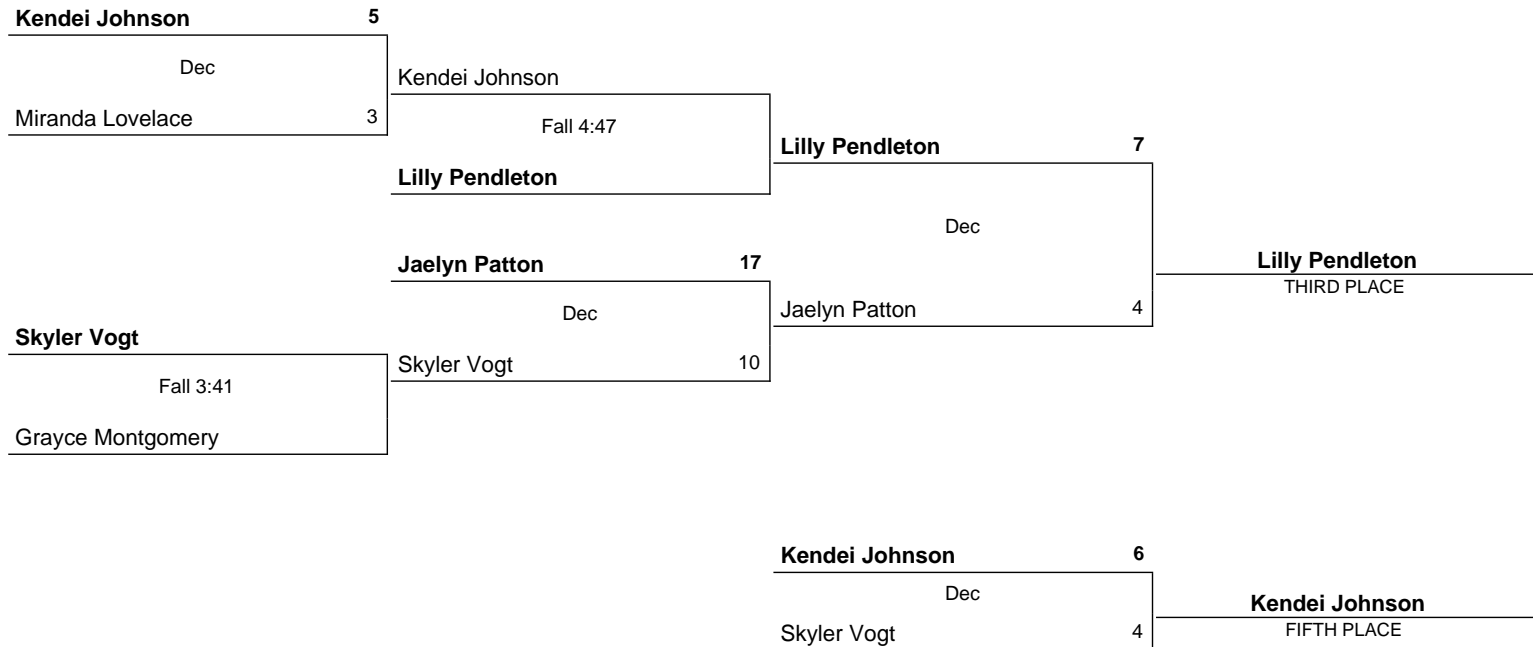 Kendei Johnson 5
Dec
Miranda Lovelace 3
Kendei Johnson
Fall 4:47
Lilly Pendleton
Lilly Pendleton 7
Dec
Jaelyn Patton 4
Jaelyn Patton 17
Dec
Skyler Vogt 10
Skyler Vogt
Fall 3:41
Grayce Montgomery
Lilly Pendleton
THIRD PLACE
Kendei Johnson 6
Dec
Skyler Vogt 4
Kendei Johnson
FIFTH PLACE